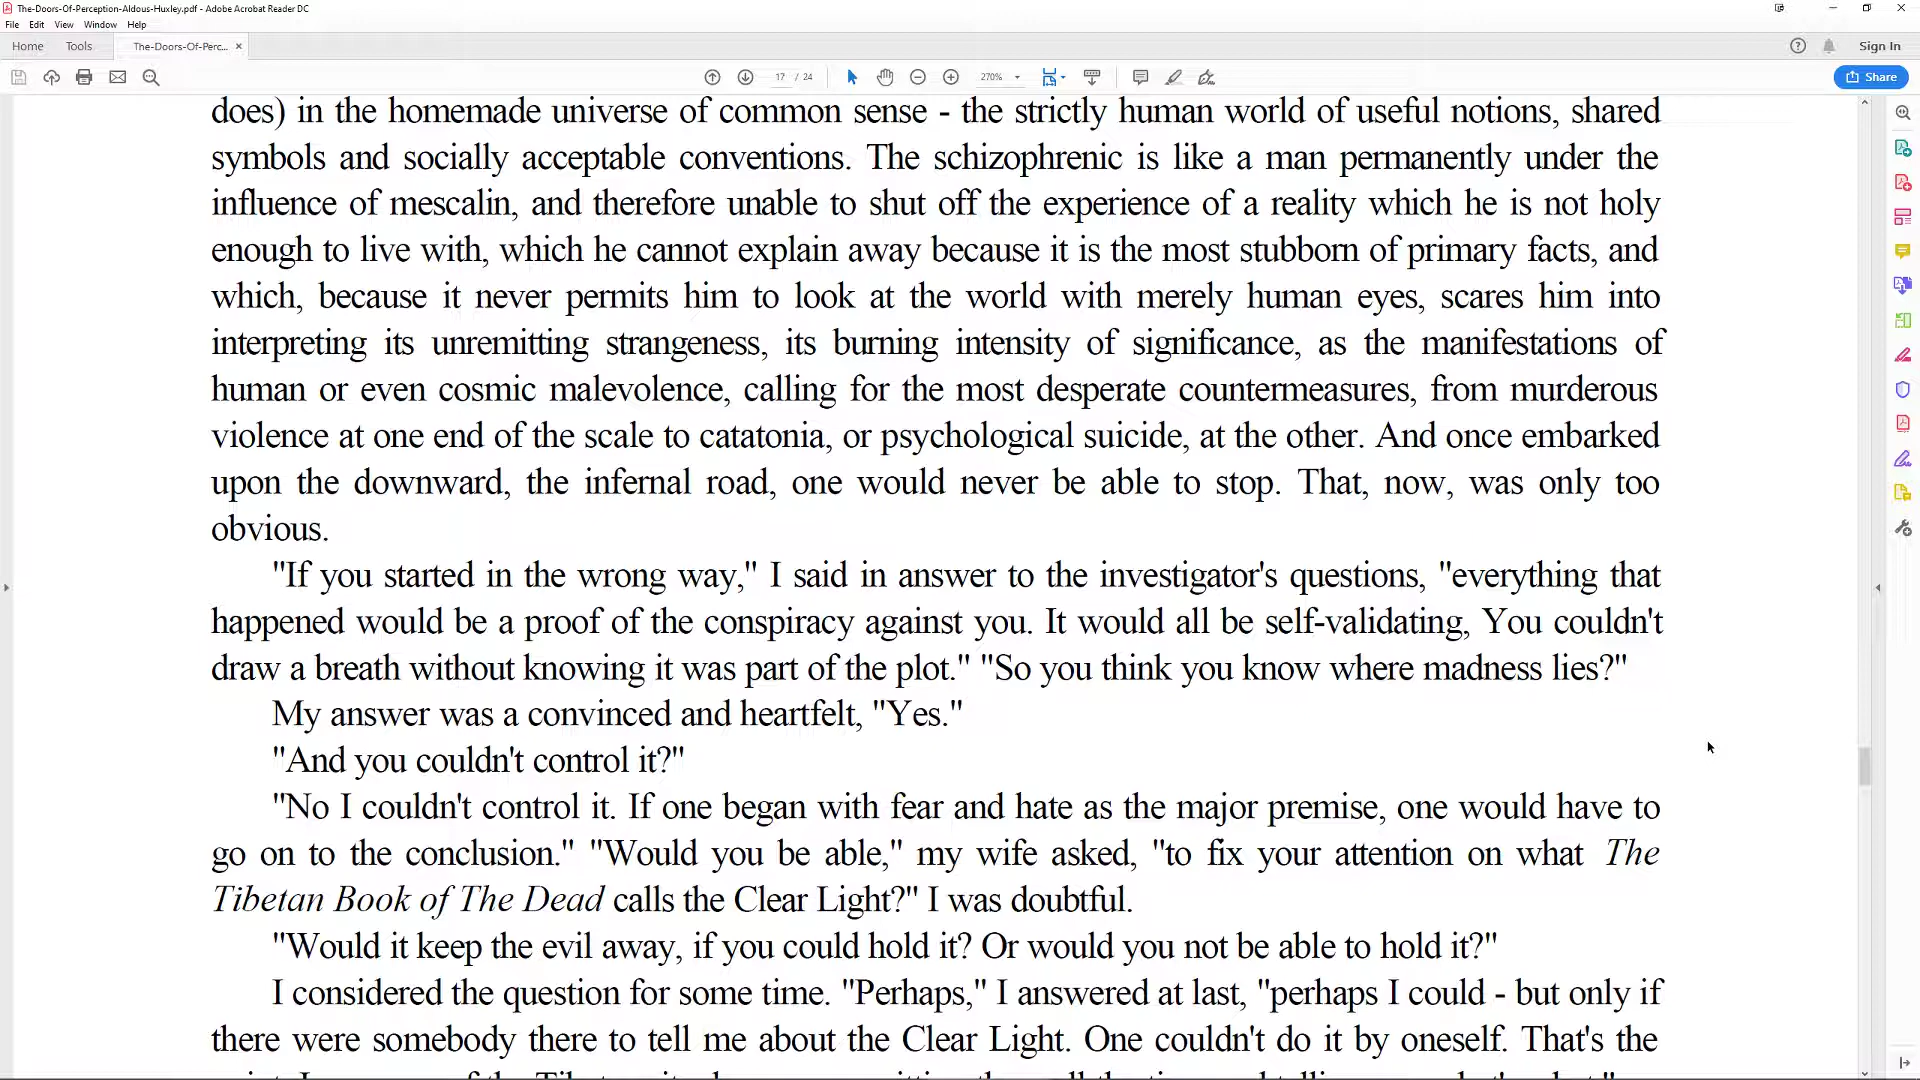 The-Doors-Of-Perception-Aldous-Huxley.pdf - Adobe Acrobat Reader DC
File Edit View Window Help
Home Tools The-Doors-Of-Perc... × Sign In
17 / 24 270% Share
does) in the homemade universe of common sense - the strictly human world of useful notions, shared
symbols and socially acceptable conventions. The schizophrenic is like a man permanently under the
influence of mescalin, and therefore unable to shut off the experience of a reality which he is not holy
enough to live with, which he cannot explain away because it is the most stubborn of primary facts, and
which, because it never permits him to look at the world with merely human eyes, scares him into
interpreting its unremitting strangeness, its burning intensity of significance, as the manifestations of
human or even cosmic malevolence, calling for the most desperate countermeasures, from murderous
violence at one end of the scale to catatonia, or psychological suicide, at the other. And once embarked
upon the downward, the infernal road, one would never be able to stop. That, now, was only too
obvious.
"If you started in the wrong way," I said in answer to the investigator's questions, "everything that
happened would be a proof of the conspiracy against you. It would all be self-validating, You couldn't
draw a breath without knowing it was part of the plot." "So you think you know where madness lies?"
My answer was a convinced and heartfelt, "Yes."
"And you couldn't control it?"
"No I couldn't control it. If one began with fear and hate as the major premise, one would have to
go on to the conclusion." "Would you be able," my wife asked, "to fix your attention on what The
Tibetan Book of The Dead calls the Clear Light?" I was doubtful.
"Would it keep the evil away, if you could hold it? Or would you not be able to hold it?"
I considered the question for some time. "Perhaps," I answered at last, "perhaps I could - but only if
there were somebody there to tell me about the Clear Light. One couldn't do it by oneself. That's the